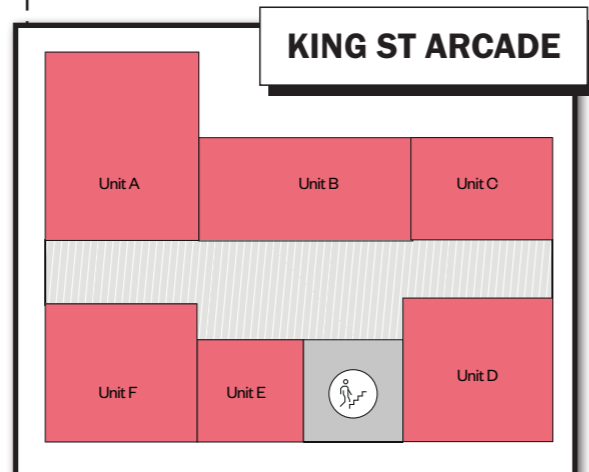 KING ST ARCADE
Unit A
Unit B
Unit C
Unit F
Unit E
Unit D